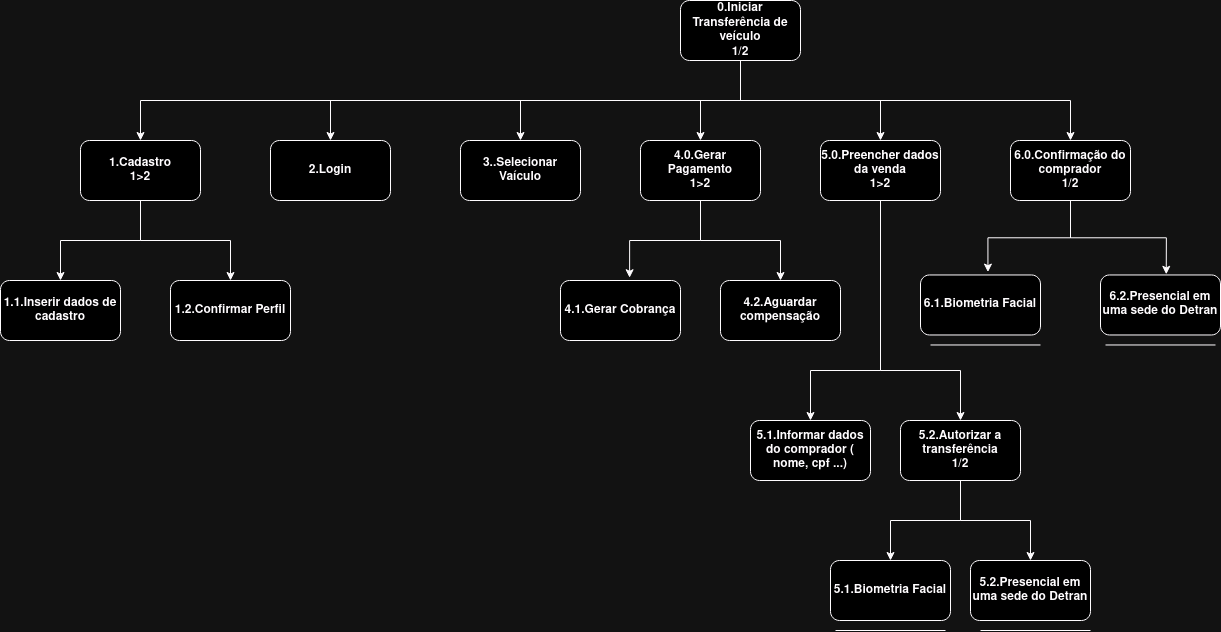 0.Iniciar
Transferência de
veículo
1/2
1.Cadastro
1>2
2.Login
3..Selecionar
Vaículo
4.0.Gerar
Pagamento
1>2
5.0.Preencher dados
da venda
1>2
6.0.Confirmação do
comprador
1/2
1.1.Inserir dados de
cadastro
1.2.Confirmar Perfil
4.1.Gerar Cobrança
4.2.Aguardar
compensação
6.1.Biometria Facial
6.2.Presencial em
uma sede do Detran
5.1.Informar dados
do comprador (
nome, cpf ...)
5.2.Autorizar a
transferência
1/2
5.1.Biometria Facial
5.2.Presencial em
uma sede do Detran